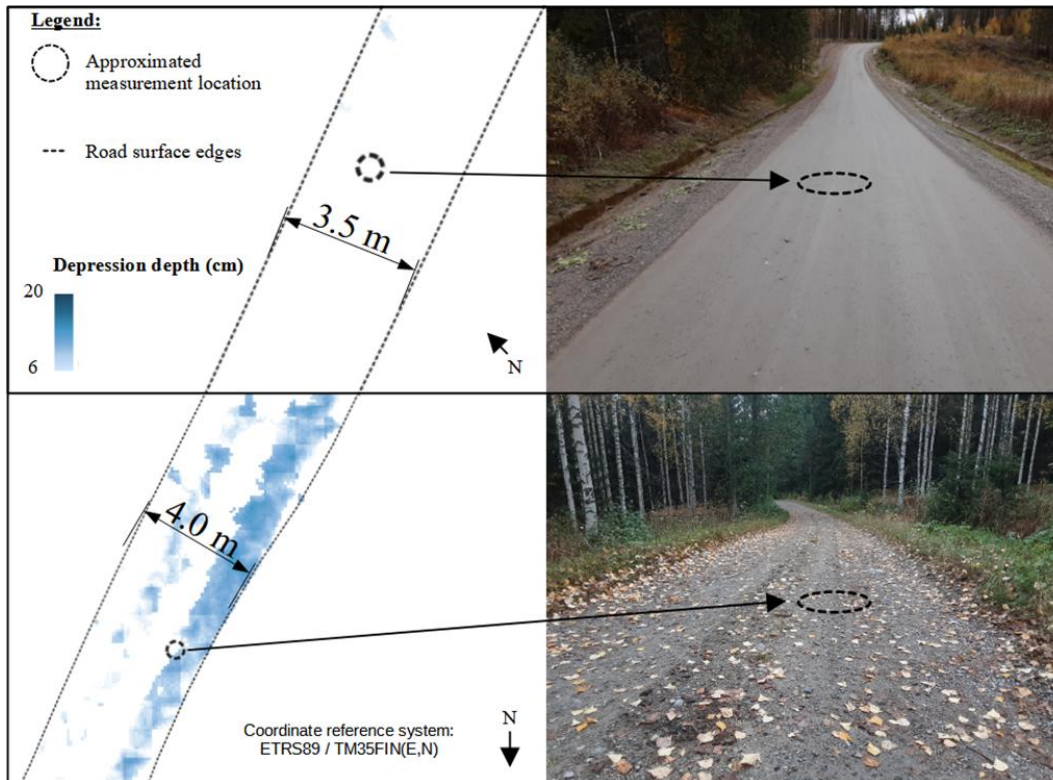 Legend:
Approximated
measurement location
Road surface edges
3.5 m
Depression depth (cm)
20
6
N
4.0 m
N
Coordinate reference system:
ETRS89 / TM35FIN(E,N)